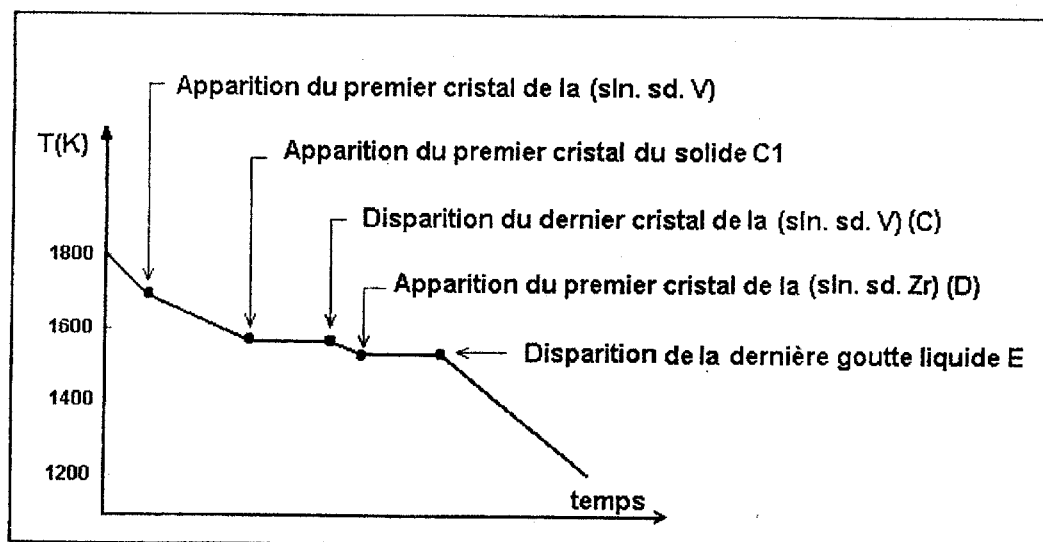 Apparition du premier cristal de la (sln. sd. V)
T(K)
Apparition du premier cristal du solide C1
Disparition du dernier cristal de la (sln. sd. V) (C)
1800
Apparition du premier cristal de la (sln. sd. Zr) (D)
1600
Disparition de la dernière goutte liquide E
1400
1200
temps